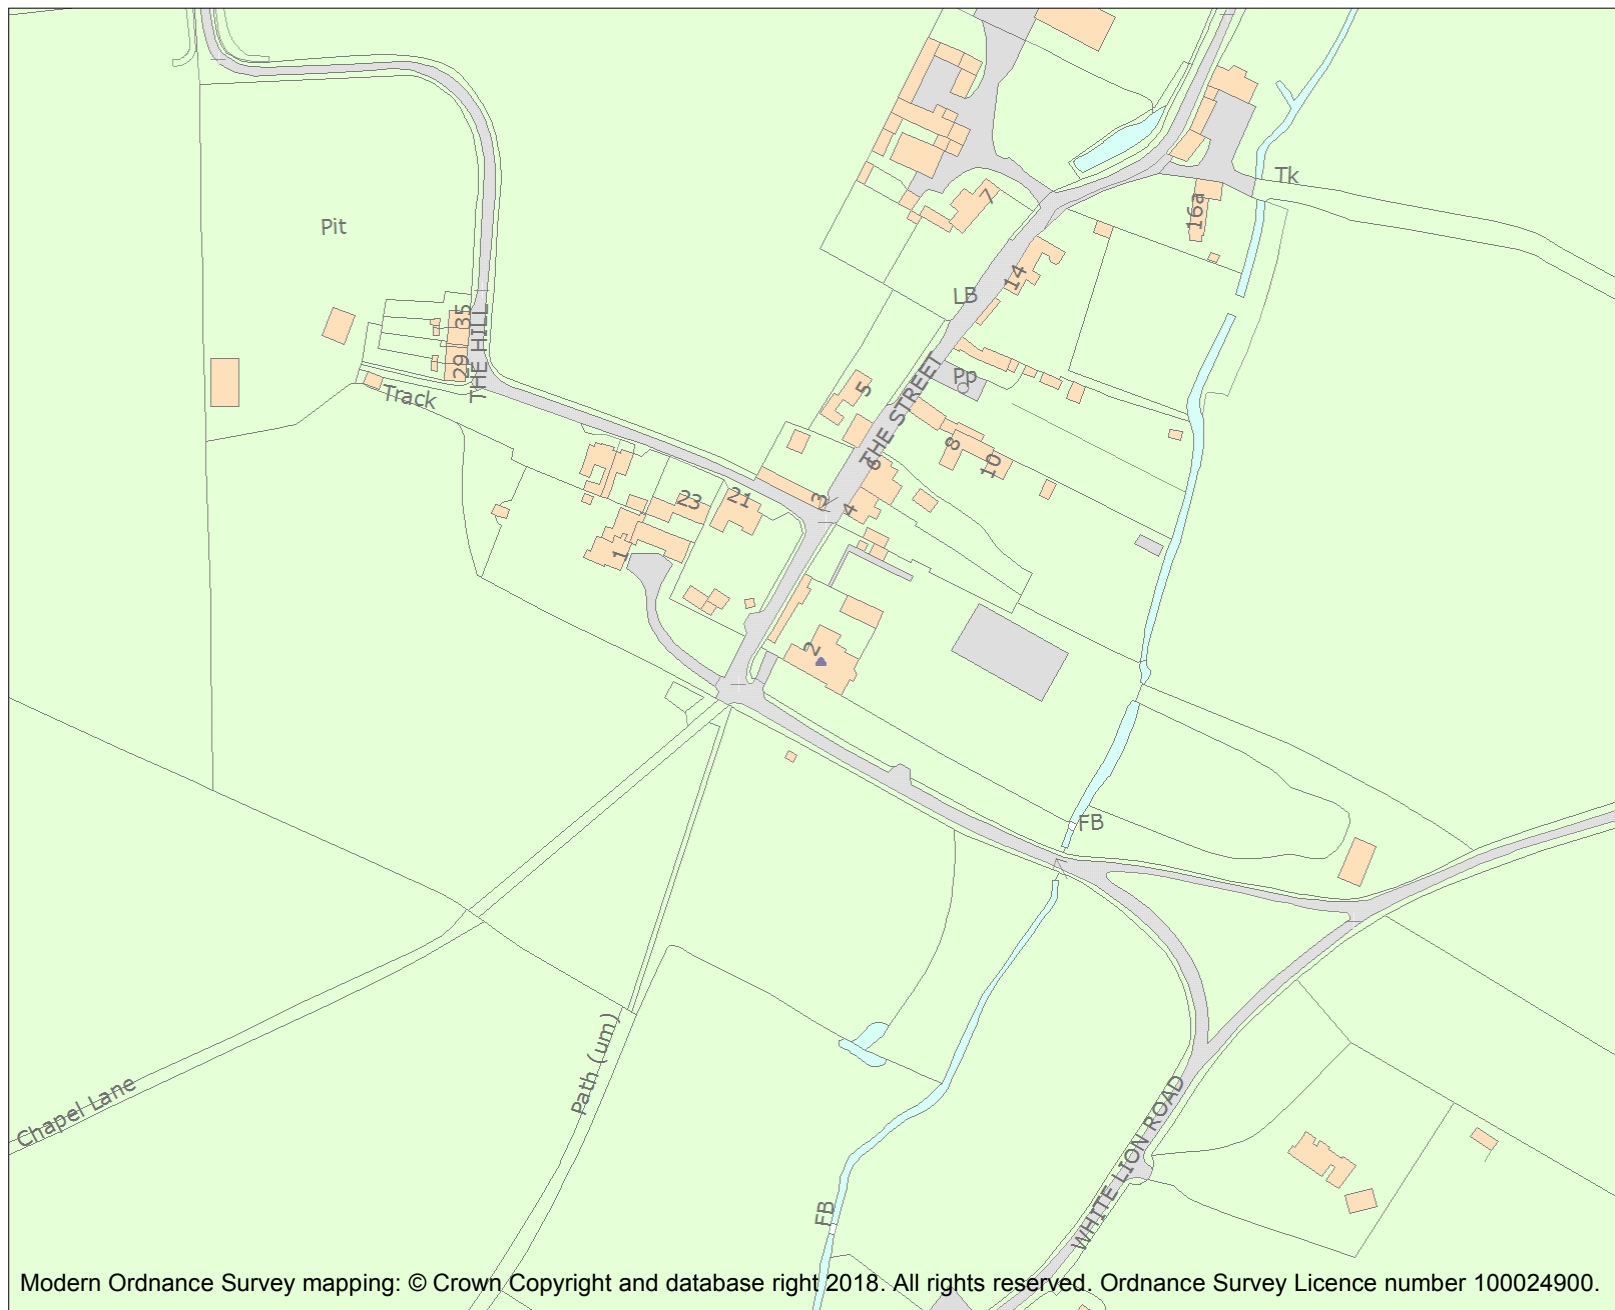 Tk
Pit
7
16a
14
LB
35
THE HILL
29
Track
Pp
5
THE STREET
8
10
6
23
21
3
4
1
2
FB
Chapel Lane
Path (um)
WHITE LION ROAD
FB
Modern Ordnance Survey mapping: © Crown Copyright and database right 2018. All rights reserved. Ordnance Survey Licence number 100024900.